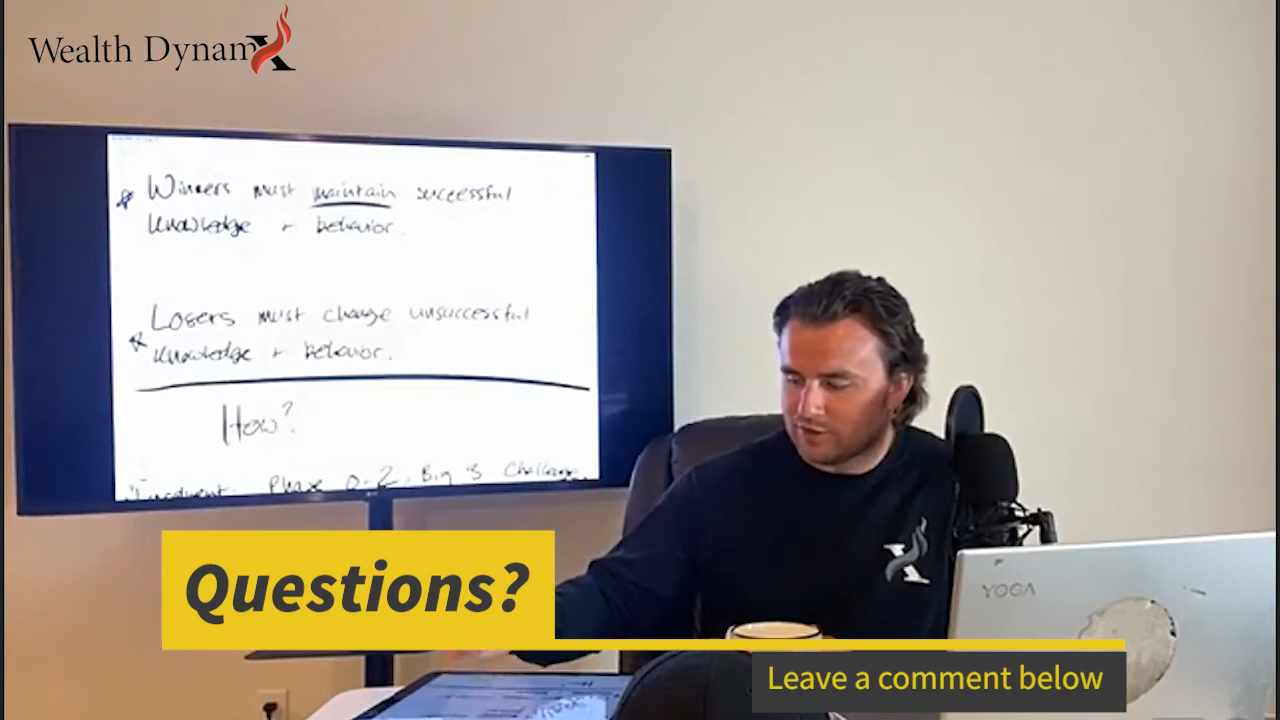 Wealth DynamX
Winners must maintain successful
knowledge + behavior.
Losers must change unsuccessful
knowledge + behavior.
How?
Phase 0-2, Big 3 Challenge
Questions?
YOGA
Leave a comment below